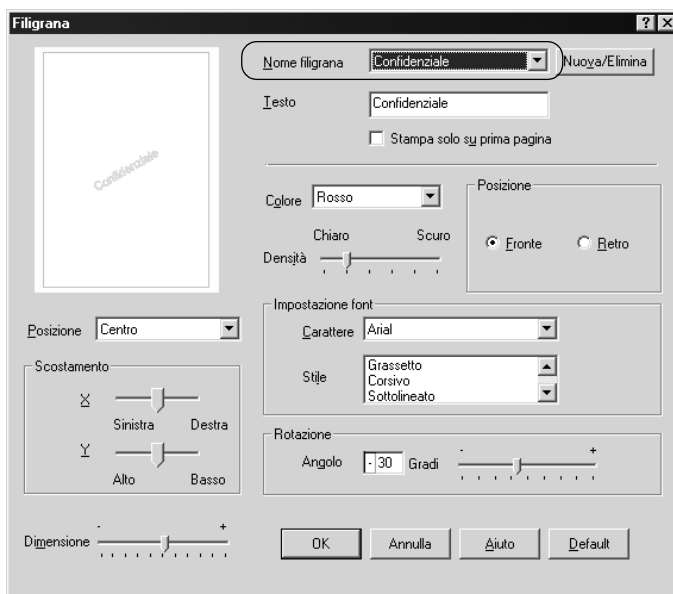 Filigrana
Confidenziale
Nome filigrana Confidenziale Nuova/Elimina
Testo Confidenziale
Stampa solo su prima pagina
Colore Rosso
Chiaro Scuro
Densità
Posizione
Fronte Retro
Posizione Centro
Scostamento
X
Sinistra Destra
Y
Alto Basso
Dimensione - +
Impostazione font
Carattere Arial
Stile
Grassetto
Corsivo
Sottolineato
Rotazione
Angolo -30 Gradi - +
OK Annulla Aiuto Default